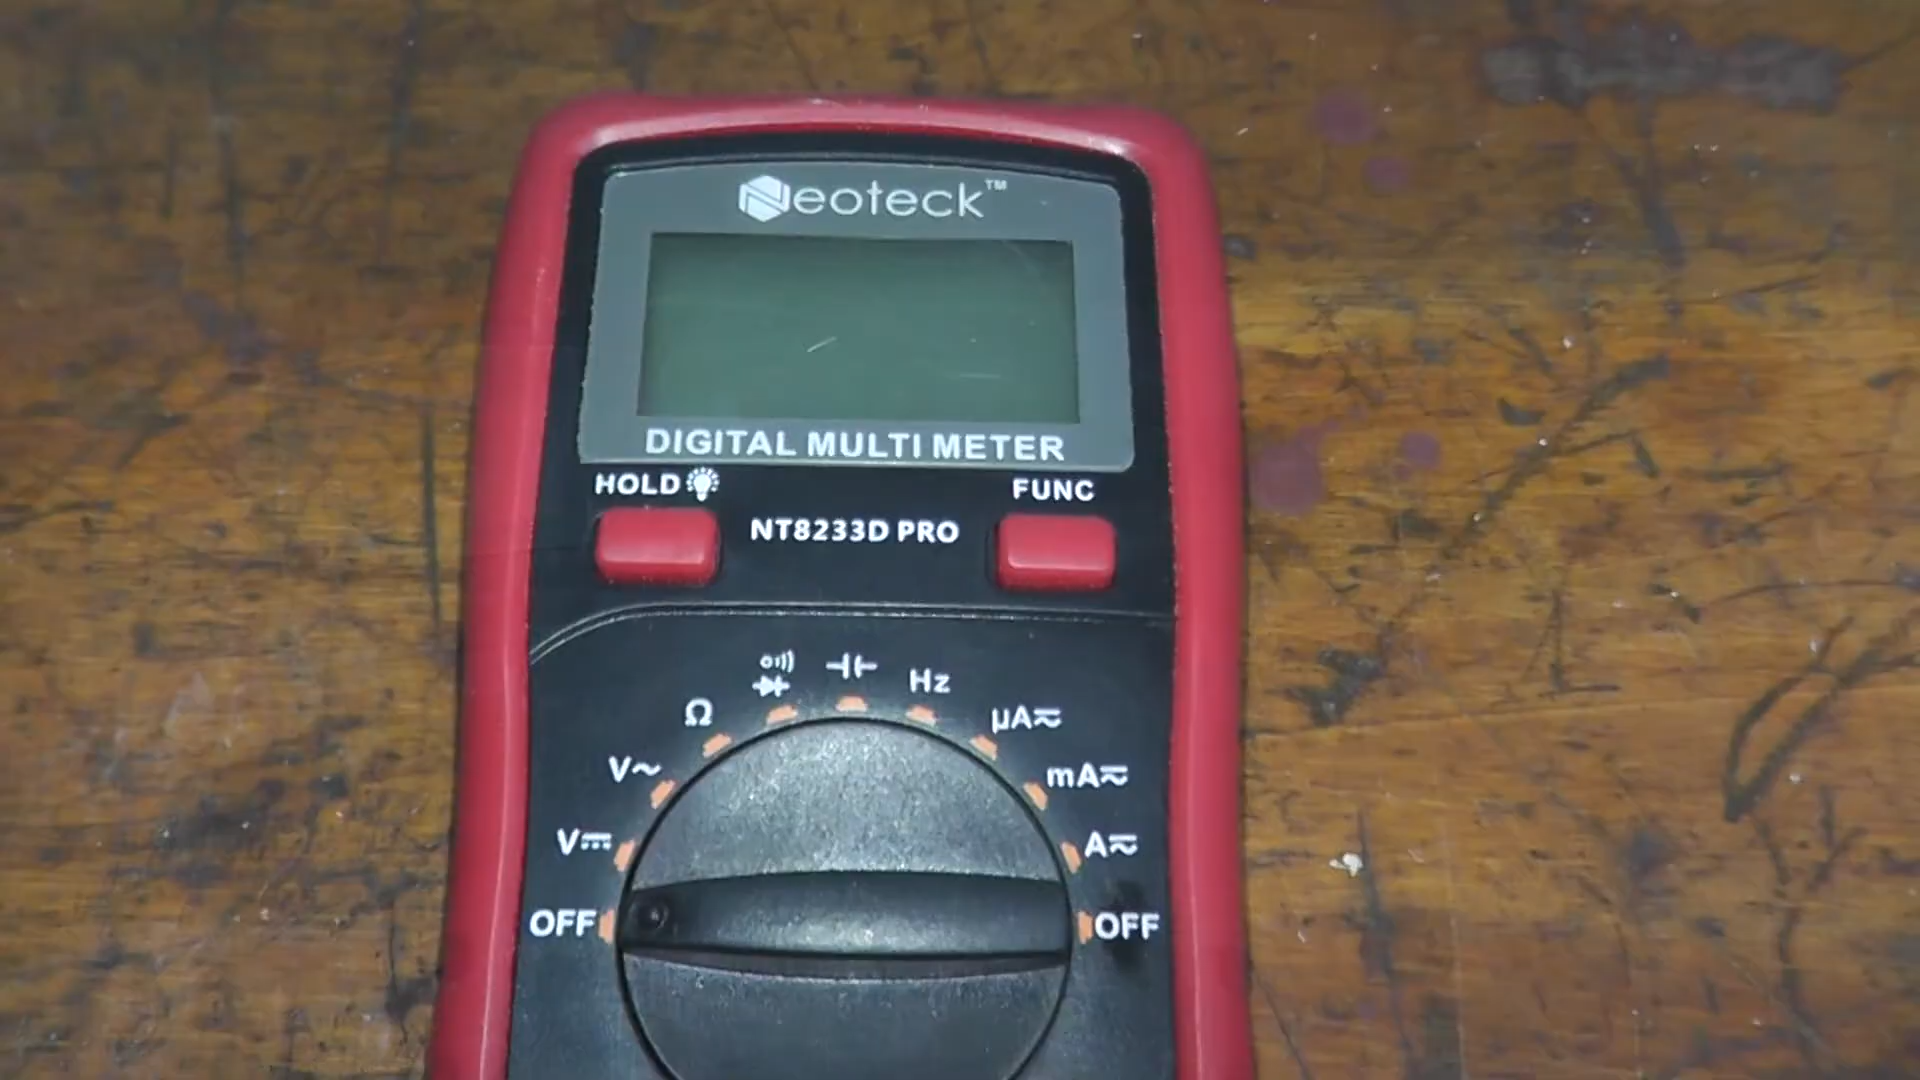 Neoteck™
DIGITAL MULTI METER
HOLD
FUNC
NT8233D PRO
Hz
Ω
µA
V~
mA
V
A
OFF
OFF